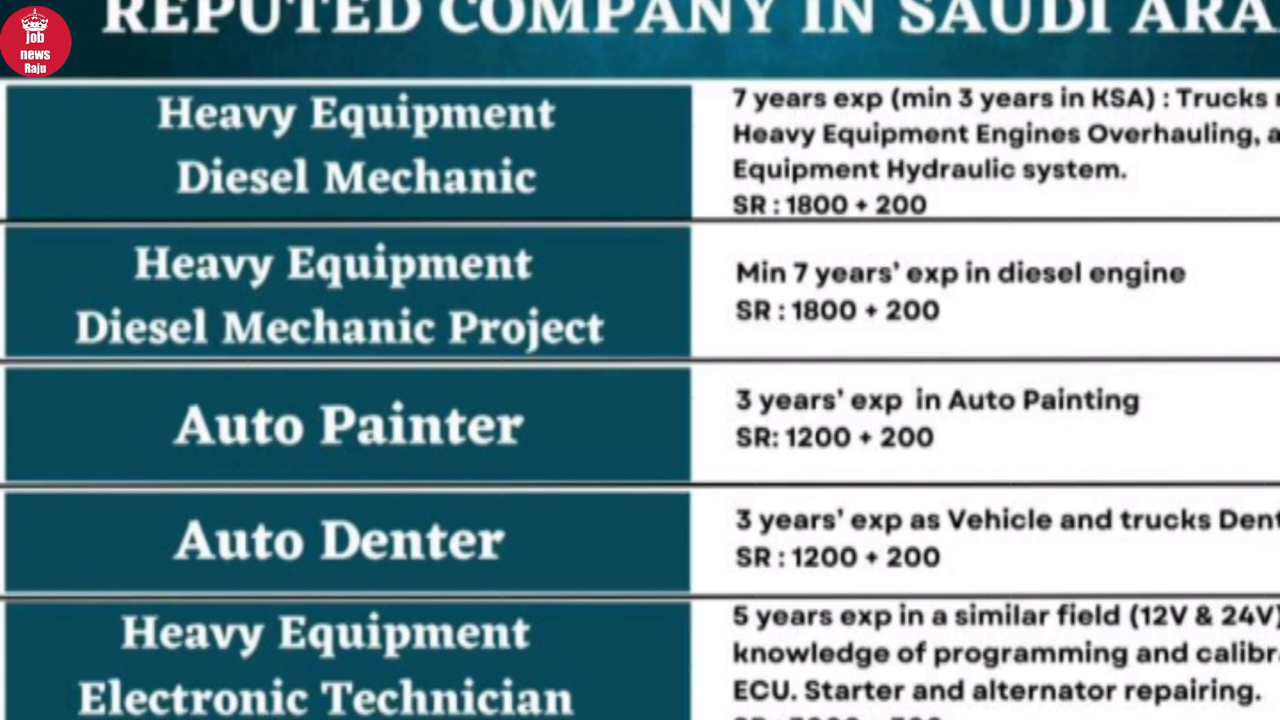 REPUTED COMPANY IN SAUDI ARA
Job
news
Raju
Heavy Equipment
Diesel Mechanic
7 years exp (min 3 years in KSA) : Trucks
Heavy Equipment Engines Overhauling,
Equipment Hydraulic system.
SR : 1800 + 200
Heavy Equipment
Diesel Mechanic Project
Min 7 years' exp in diesel engine
SR : 1800 + 200
Auto Painter
3 years' exp in Auto Painting
SR: 1200 + 200
Auto Denter
3 years' exp as Vehicle and trucks Dent
SR : 1200 + 200
Heavy Equipment
Electronic Technician
5 years exp in a similar field (12V & 24V)
knowledge of programming and calibr
ECU. Starter and alternator repairing.